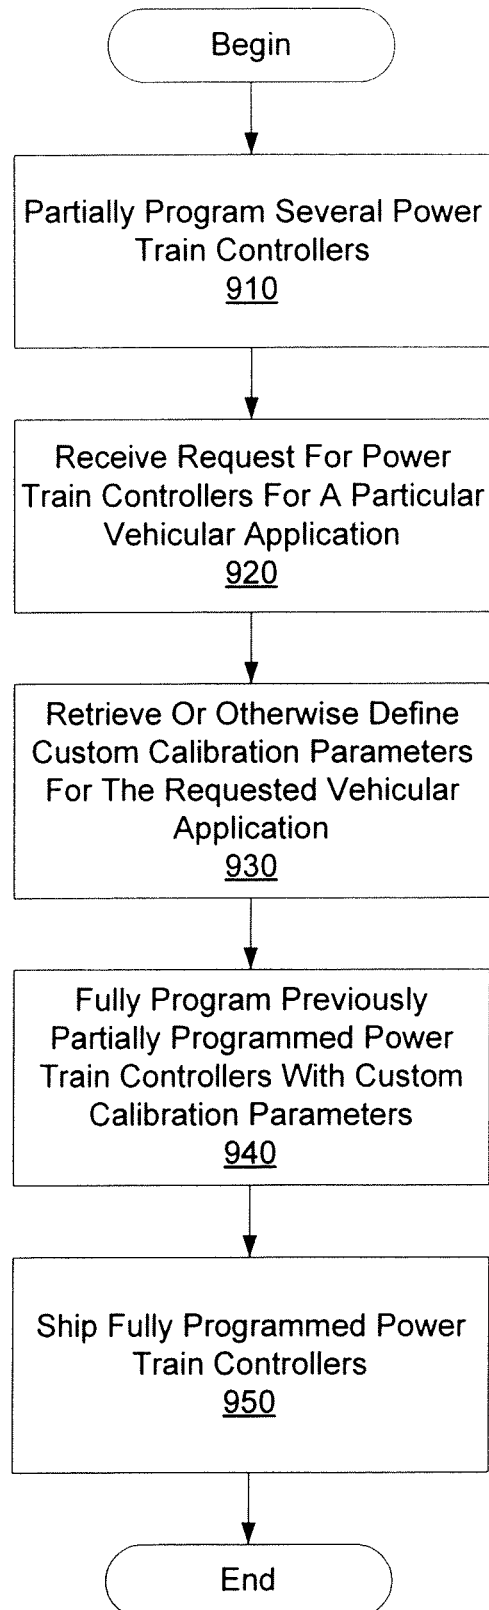 Begin
Partially Program Several Power
Train Controllers
910
Receive Request For Power
Train Controllers For A Particular
Vehicular Application
920
Retrieve Or Otherwise Define
Custom Calibration Parameters
For The Requested Vehicular
Application
930
Fully Program Previously
Partially Programmed Power
Train Controllers With Custom
Calibration Parameters
940
Ship Fully Programmed Power
Train Controllers
950
End